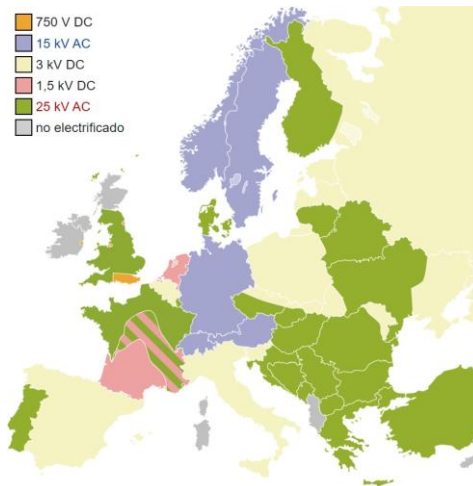 750 V DC
15 kV AC
3 kV DC
1,5 kV DC
25 kV AC
no electrificado